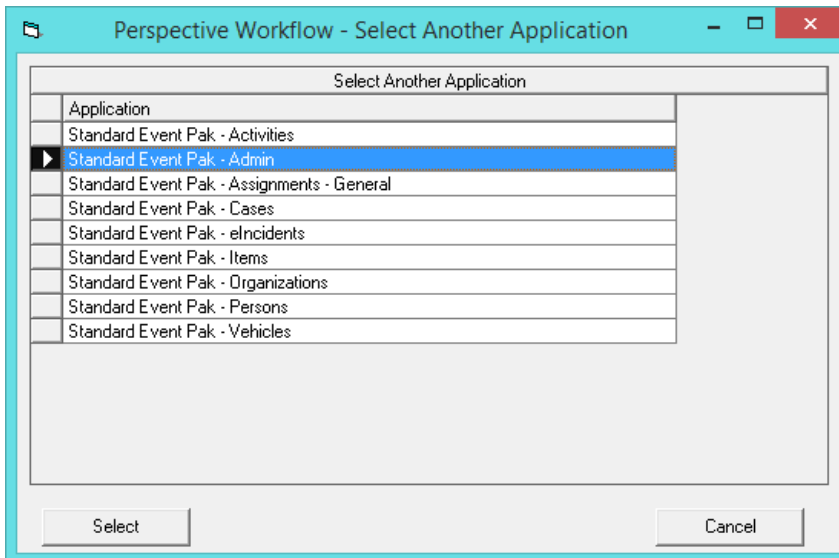 Perspective Workflow - Select Another Application
Select Another Application
Application
Standard Event Pak - Activities
Standard Event Pak - Admin
Standard Event Pak - Assignments - General
Standard Event Pak - Cases
Standard Event Pak - eIncidents
Standard Event Pak - Items
Standard Event Pak - Organizations
Standard Event Pak - Persons
Standard Event Pak - Vehicles
Select
Cancel